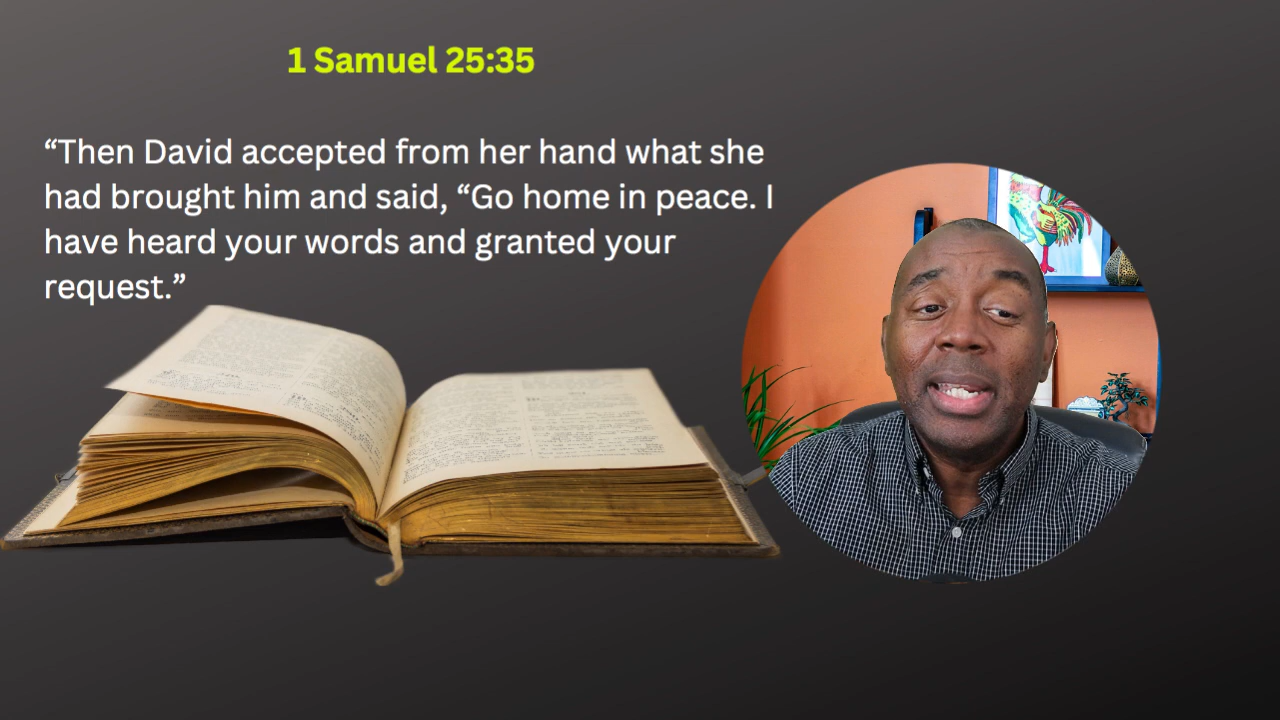 1 Samuel 25:35
“Then David accepted from her hand what she
had brought him and said, “Go home in peace. I
have heard your words and granted your
request.”